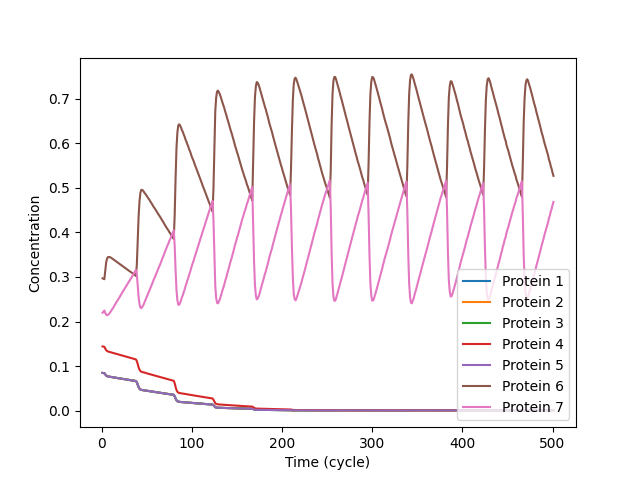 0.7
0.6
0.5
0.4
0.3
0.2
0.1
0.0
Concentration
0
100
200
300
400
500
Time (cycle)
Protein 1
Protein 2
Protein 3
Protein 4
Protein 5
Protein 6
Protein 7